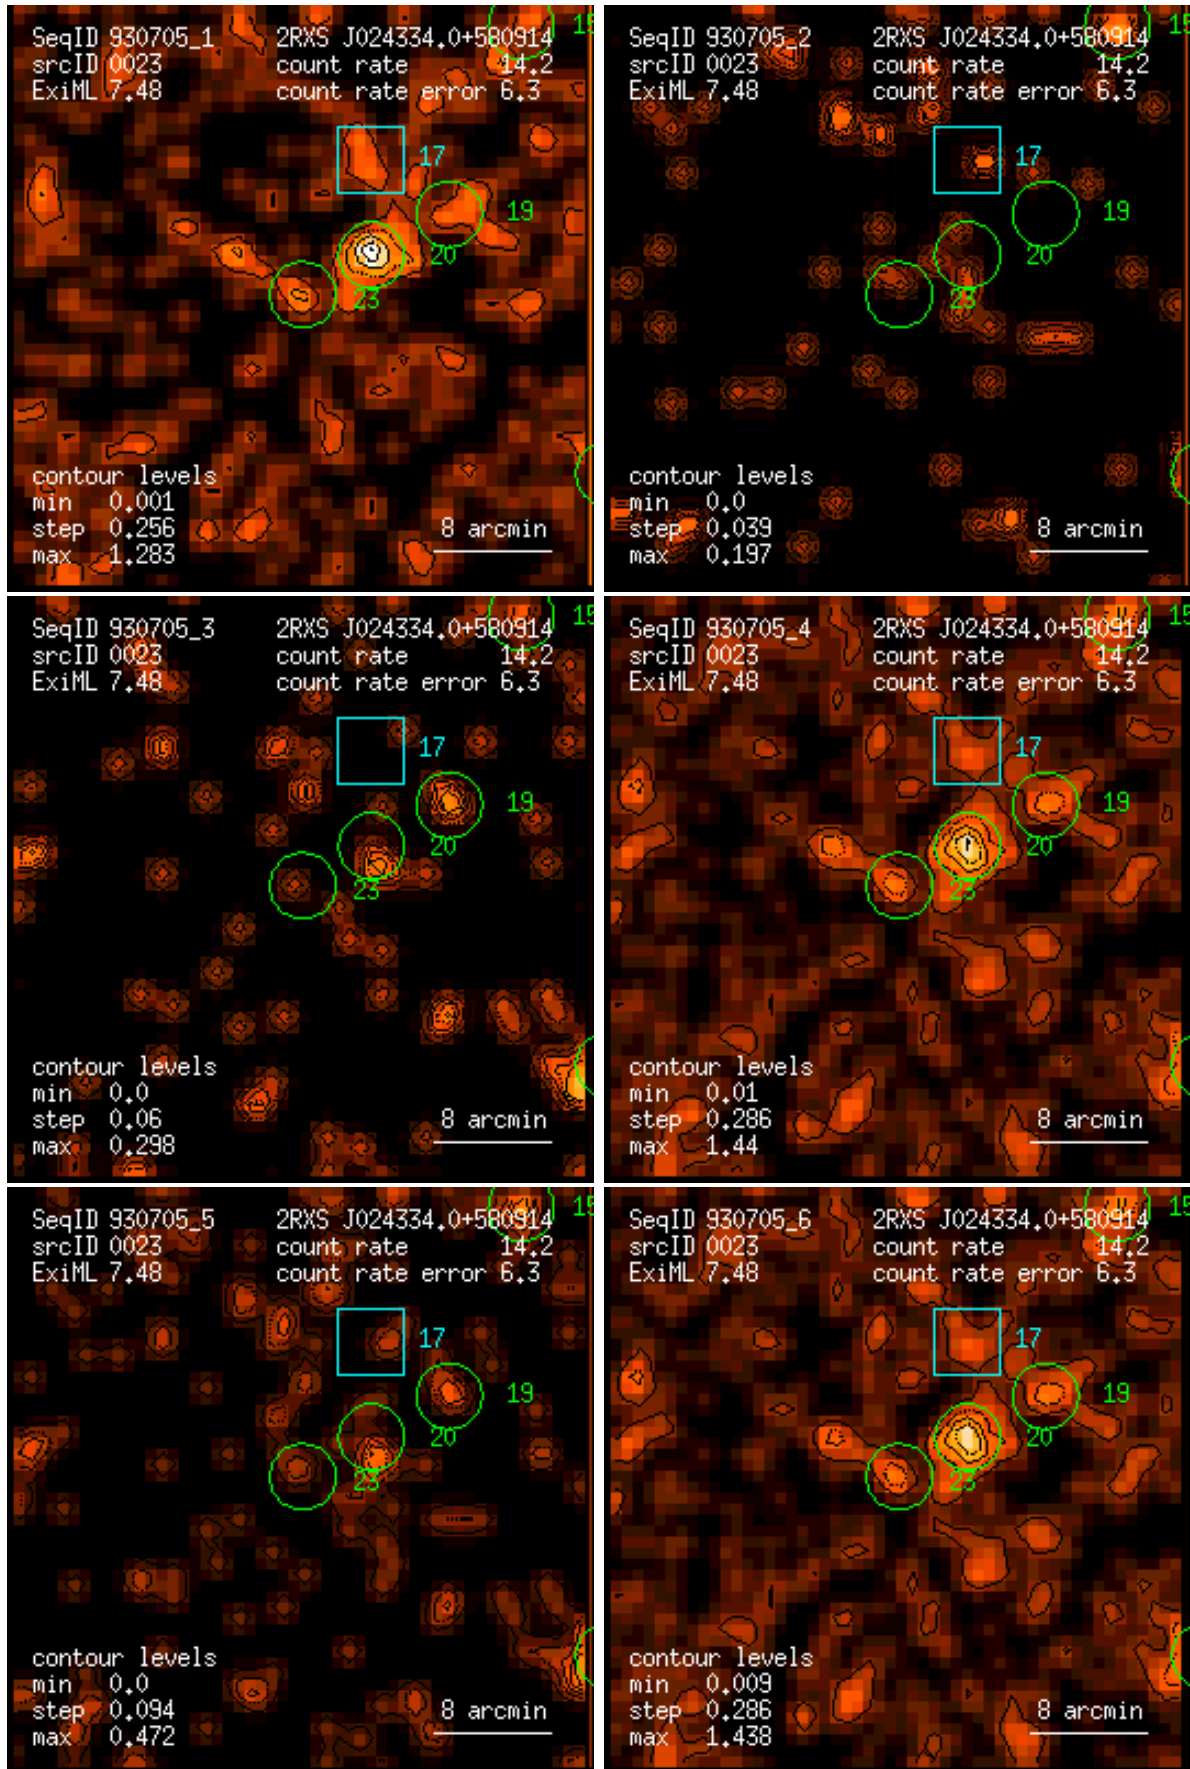 SeqID 930705_1 2RXS J024334.0+580914 15
srcID 0023 count rate 14.2
ExiML 7.48 count rate error 6.3
17
19
20
23
contour levels
min 0.001
step 0.256 8 arcmin
max 1.283
SeqID 930705_2 2RXS J024334.0+580914 15
srcID 0023 count rate 14.2
ExiML 7.48 count rate error 6.3
17
19
20
23
contour levels
min 0.0
step 0.039 8 arcmin
max 0.197
SeqID 930705_3 2RXS J024334.0+580914 15
srcID 0023 count rate 14.2
ExiML 7.48 count rate error 6.3
17
19
20
23
contour levels
min 0.0
step 0.06 8 arcmin
max 0.298
SeqID 930705_4 2RXS J024334.0+580914 15
srcID 0023 count rate 14.2
ExiML 7.48 count rate error 6.3
17
19
20
23
contour levels
min 0.01
step 0.286 8 arcmin
max 1.44
SeqID 930705_5 2RXS J024334.0+580914 15
srcID 0023 count rate 14.2
ExiML 7.48 count rate error 6.3
17
19
20
23
contour levels
min 0.0
step 0.094 8 arcmin
max 0.472
SeqID 930705_6 2RXS J024334.0+580914 15
srcID 0023 count rate 14.2
ExiML 7.48 count rate error 6.3
17
19
20
23
contour levels
min 0.009
step 0.286 8 arcmin
max 1.438